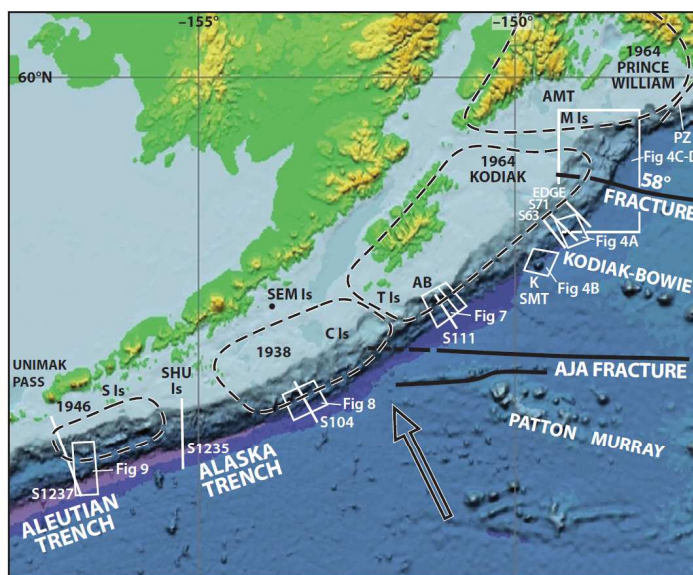 –155°
–150°
60°N
1964
PRINCE
WILLIAM
AMT
M Is
PZ
Fig 4C-D
1964
KODIAK
58°
EDGE
S71
S63
FRACTURE
Fig 4A
KODIAK-BOWIE
K
SMT
Fig 4B
AB
SEM Is
T Is
Fig 7
C Is
1938
S111
UNIMAK
PASS
SHU
Is
AJA FRACTURE
S Is
1946
Fig 8
PATTON MURRAY
S104
S1235
Fig 9
ALASKA
TRENCH
S1237
ALEUTIAN
TRENCH